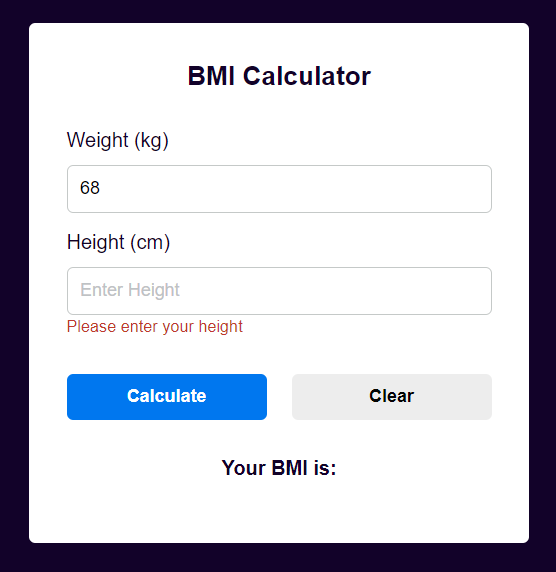 BMI Calculator
Weight (kg)
68
Height (cm)
Enter Height
Please enter your height
Calculate Clear
Your BMI is: